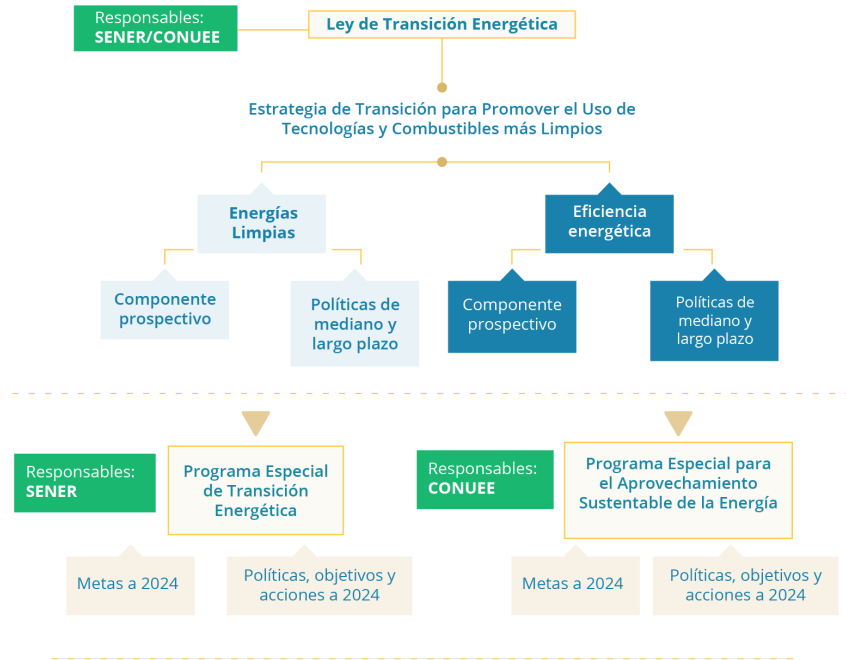 Responsables:
SENER/CONUEE
Ley de Transición Energética
Estrategia de Transición para Promover el Uso de
Tecnologías y Combustibles más Limpios
Energías
Limpias
Eficiencia
energética
Componente
prospectivo
Políticas de
mediano y
largo plazo
Componente
prospectivo
Políticas de
mediano y
largo plazo
Responsables:
SENER
Programa Especial
de Transición
Energética
Responsables:
CONUEE
Programa Especial para
el Aprovechamiento
Sustentable de la Energía
Metas a 2024
Políticas, objetivos y
acciones a 2024
Metas a 2024
Políticas, objetivos y
acciones a 2024